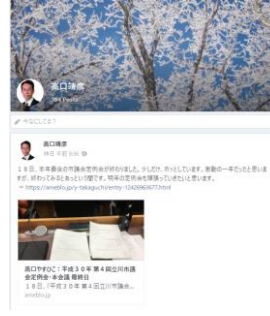 高口靖彦
今なにしてる?
高口靖彦
18日、本年最後の市議会定例会が終わりました。少しだけ、ホッとしています。激動の一年だったと思いま
すが、終わってみるとあっという間です。明年の定例会も頑張っていきたいと思います。
⇒ https://ameblo.jp/y-takaguchi/entry-12426963677.html
高口やすひこ:平成30年第4回立川市議
会定例会・本会議 最終日
18日、「平成30年第4回立川市議会...
ameblo.jp